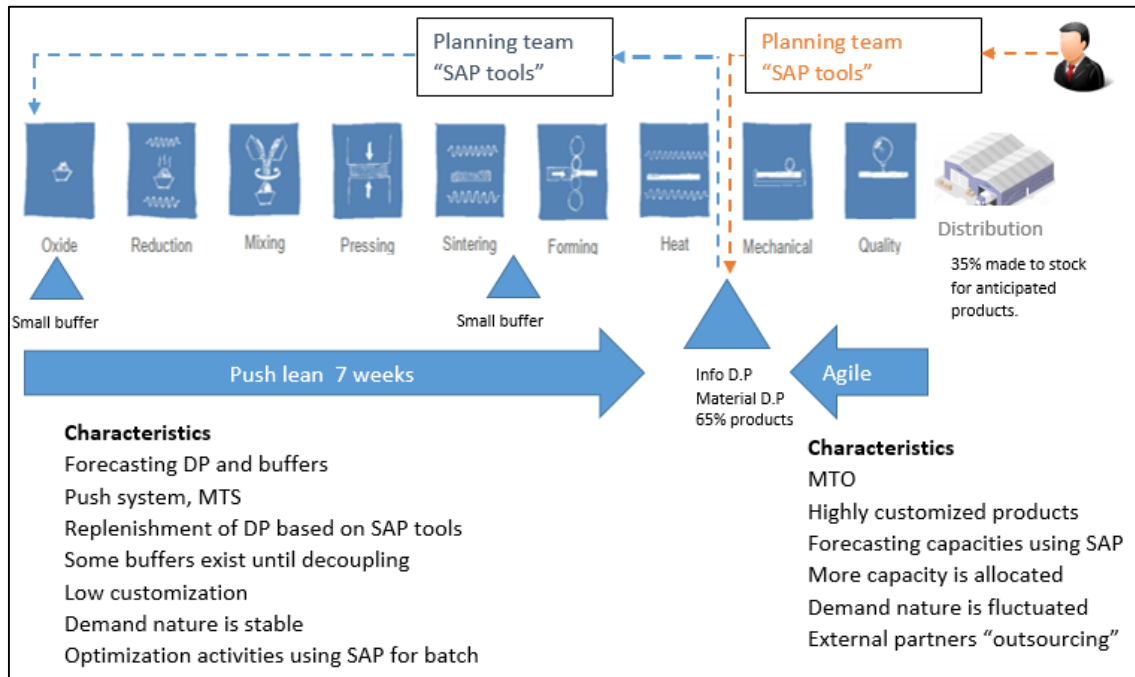 Planning team
“SAP tools”
Planning team
“SAP tools”
Oxide
Reduction
Mixing
Pressing
Sintering
Forming
Heat
Mechanical
Quality
Distribution
35% made to stock
for anticipated
products.
Small buffer
Small buffer
Push lean 7 weeks
Info D.P
Material D.P
65% products
Agile
Characteristics
Forecasting DP and buffers
Push system, MTS
Replenishment of DP based on SAP tools
Some buffers exist until decoupling
Low customization
Demand nature is stable
Optimization activities using SAP for batch
Characteristics
MTO
Highly customized products
Forecasting capacities using SAP
More capacity is allocated
Demand nature is fluctuated
External partners “outsourcing”